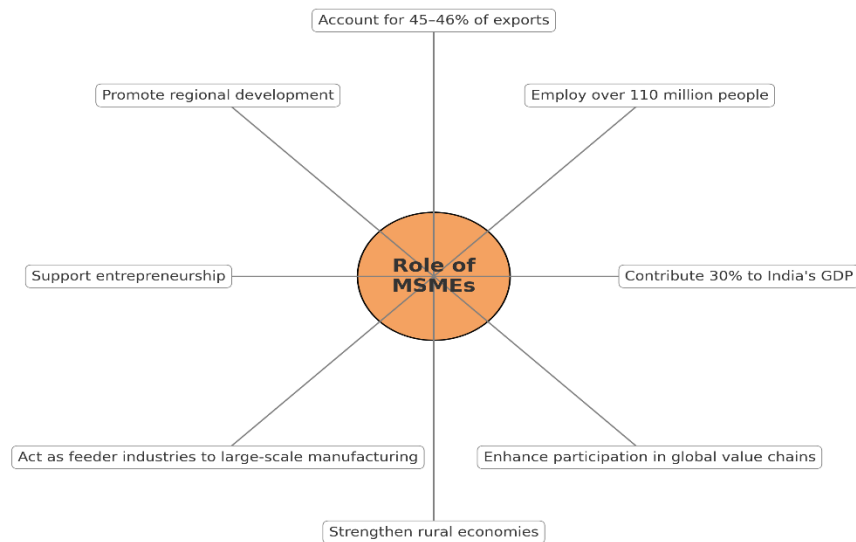 Account for 45–46% of exports
Promote regional development
Employ over 110 million people
Support entrepreneurship
Role of
MSMEs
Contribute 30% to India's GDP
Act as feeder industries to large-scale manufacturing
Enhance participation in global value chains
Strengthen rural economies